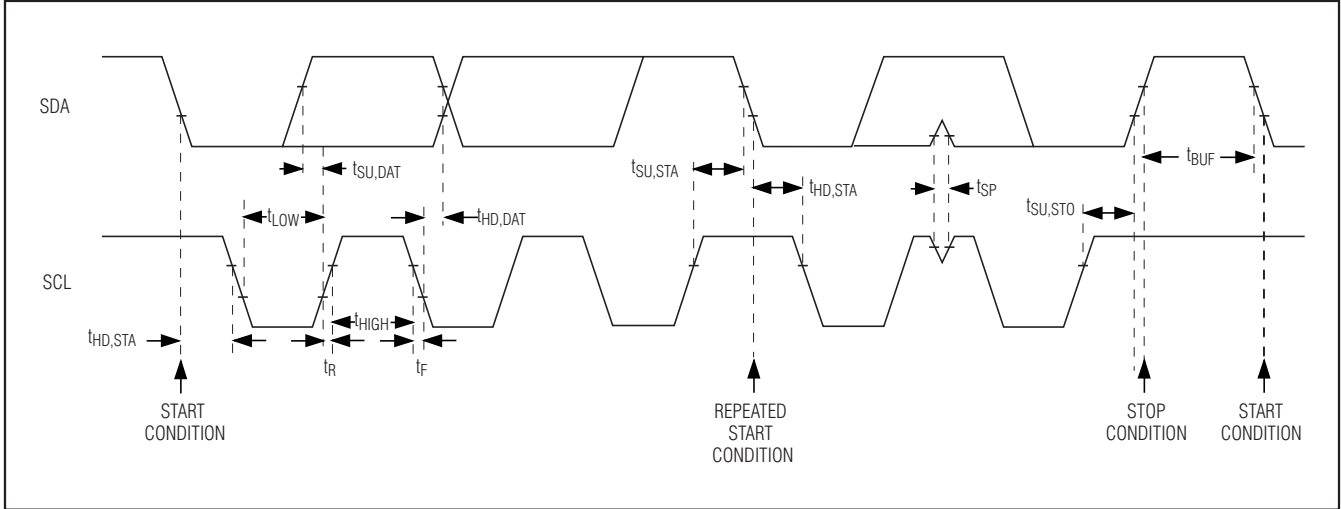 SDA
tSU,DAT
tSU,STA
tHD,STA
tSP
tBUF
tSU,STO
tLOW
tHD,DAT
SCL
tHIGH
tHD,STA
tR
tF
START
CONDITION
REPEATED
START
CONDITION
STOP
CONDITION
START
CONDITION